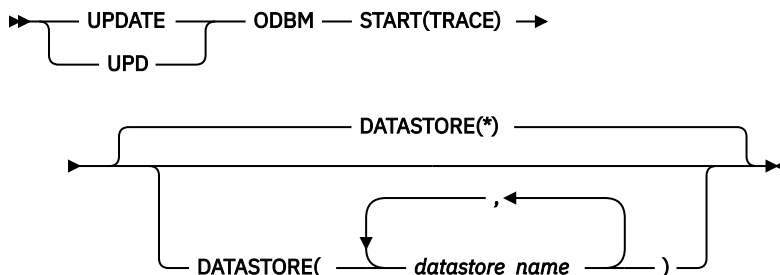 UPDATE ODBM START(TRACE)
UPD
DATASTORE(*)
,
DATASTORE( datastore_name )